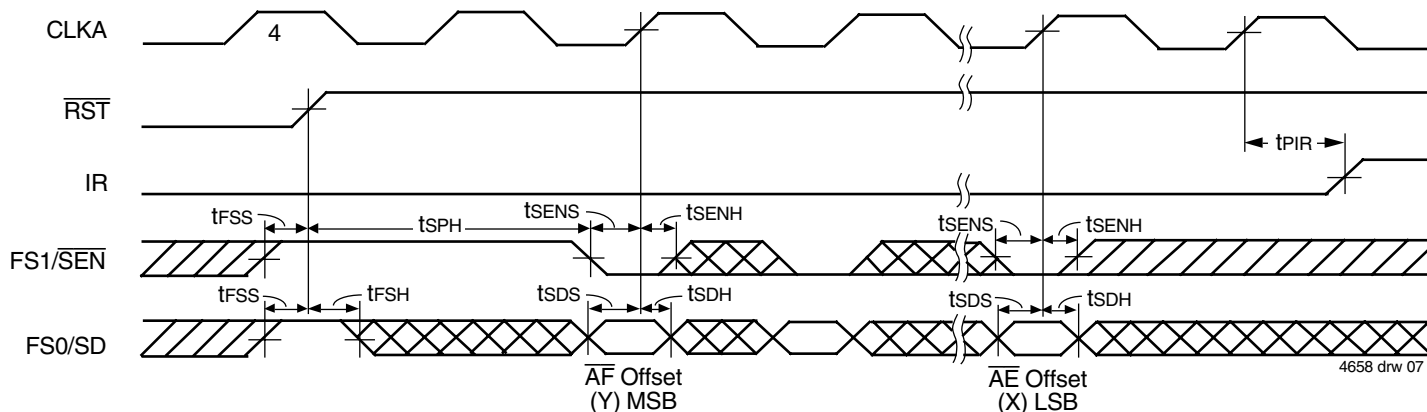 CLKA
4
RST
tPIR
IR
tFSS
tSPH
tSENS
tSENH
tSENS
tSENH
FS1/SEN
tFSS
tFSH
tSDS
tSDH
tSDS
tSDH
FS0/SD
4658 drw 07
AF Offset
(Y) MSB
AE Offset
(X) LSB